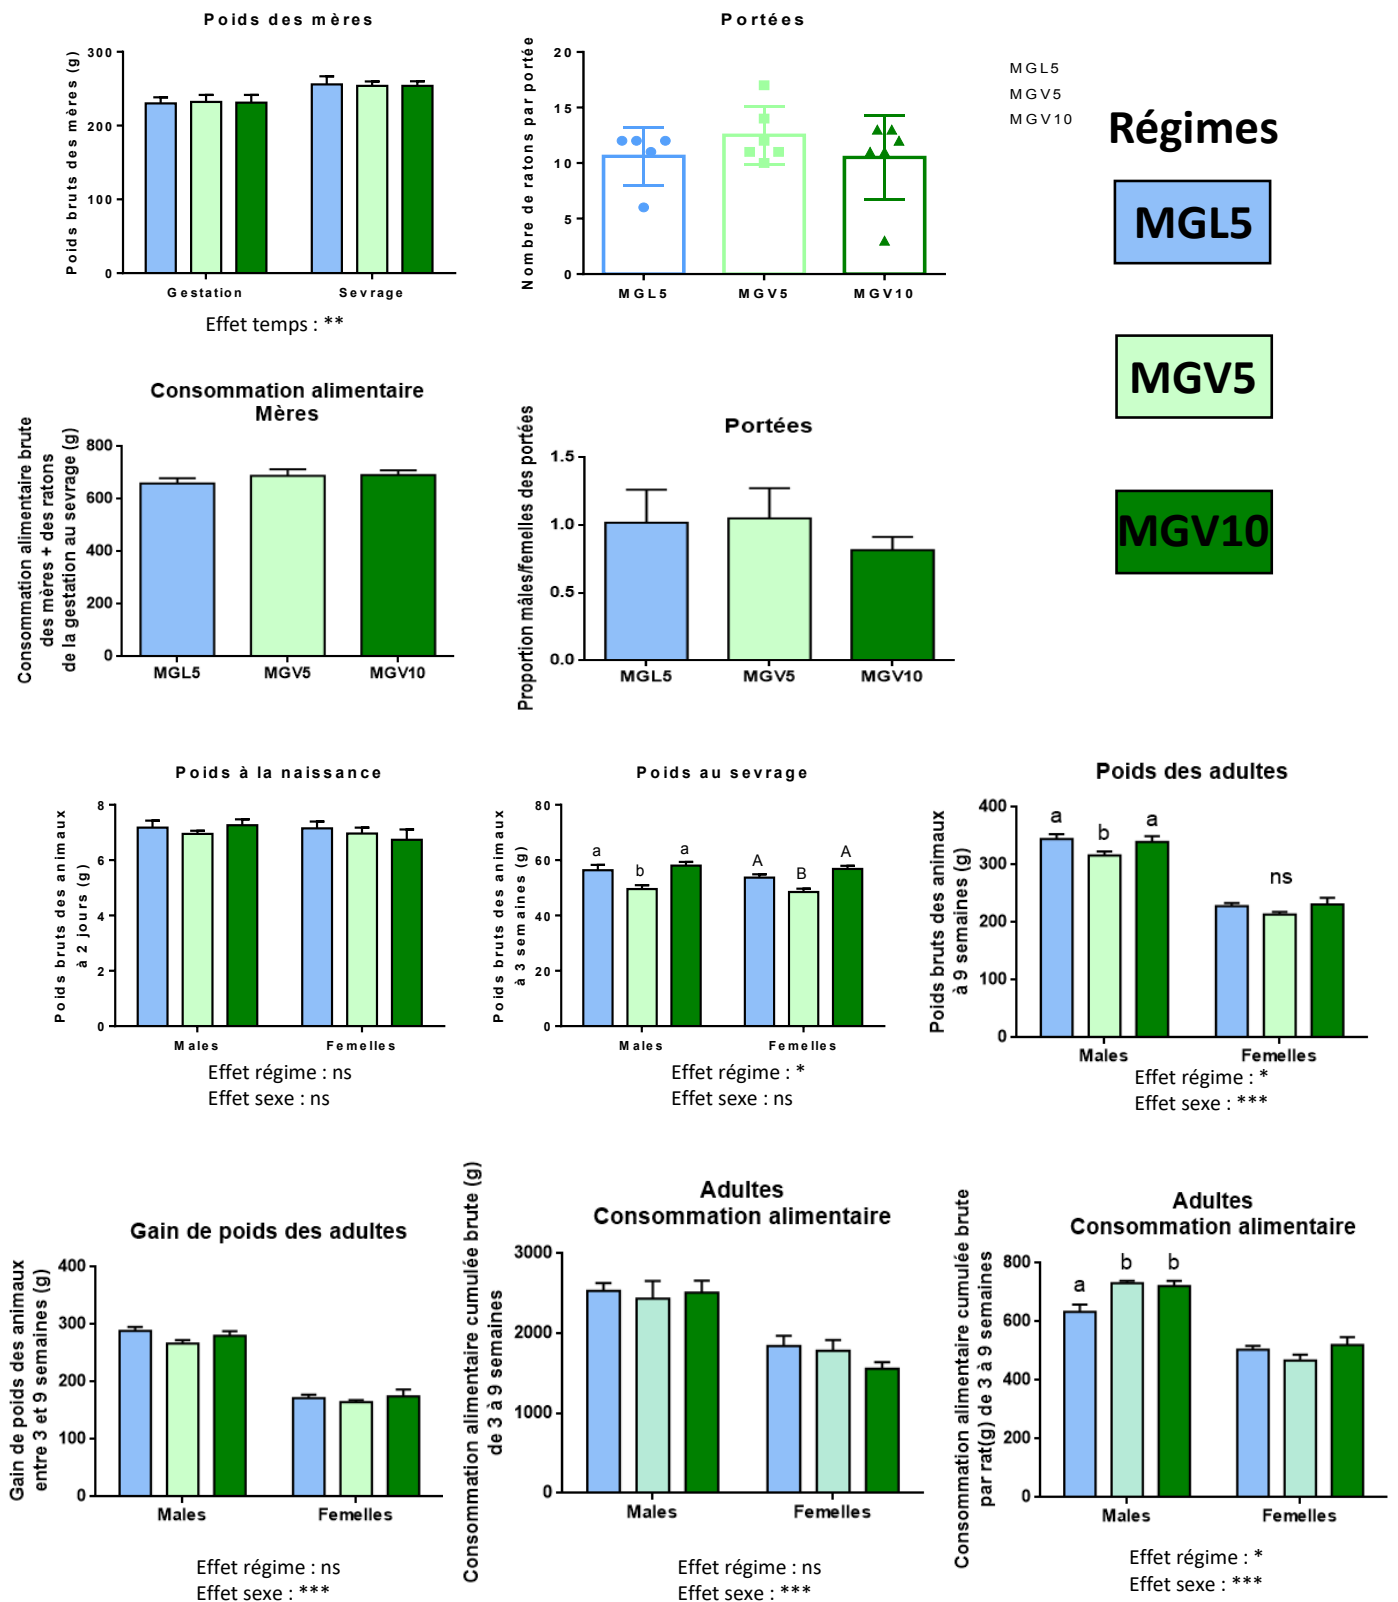 Poids des mères
Poids bruts des mères (g)
300
200
100
0
Gestation
Sevrage
Effet temps : **
Portées
Nombre de ratons par portée
20
15
10
5
0
MGL5
MGV5
MGV10
MGL5
MGV5
MGV10
Régimes
MGL5
MGV5
MGV10
Consommation alimentaire
Mères
Consommation alimentaire brute
des mères + des ratons
de la gestation au sevrage (g)
800
600
400
200
0
MGL5
MGV5
MGV10
Portées
Proportion mâles/femelles des portées
1.5
1.0
0.5
0.0
MGL5
MGV5
MGV10
Poids à la naissance
Poids bruts des animaux
à 2 jours (g)
8
6
4
2
0
Males
Femelles
Effet régime : ns
Effet sexe : ns
Poids au sevrage
Poids bruts des animaux
à 3 semaines (g)
80
60
40
20
0
a
b
a
A
B
A
Males
Femelles
Effet régime : *
Effet sexe : ns
Poids des adultes
Poids bruts des animaux
à 9 semaines (g)
400
300
200
100
0
a
b
a
ns
Males
Femelles
Effet régime : *
Effet sexe : ***
Gain de poids des adultes
Gain de poids des animaux
entre 3 et 9 semaines (g)
400
300
200
100
0
Males
Femelles
Effet régime : ns
Effet sexe : ***
Adultes
Consommation alimentaire
Consommation alimentaire cumulée brute (g)
de 3 à 9 semaines
3000
2000
1000
0
Males
Femelles
Effet régime : ns
Effet sexe : ***
Adultes
Consommation alimentaire
Consommation alimentaire cumulée brute
par rat(g) de 3 à 9 semaines
800
600
400
200
0
a
b
b
Males
Femelles
Effet régime : *
Effet sexe : ***